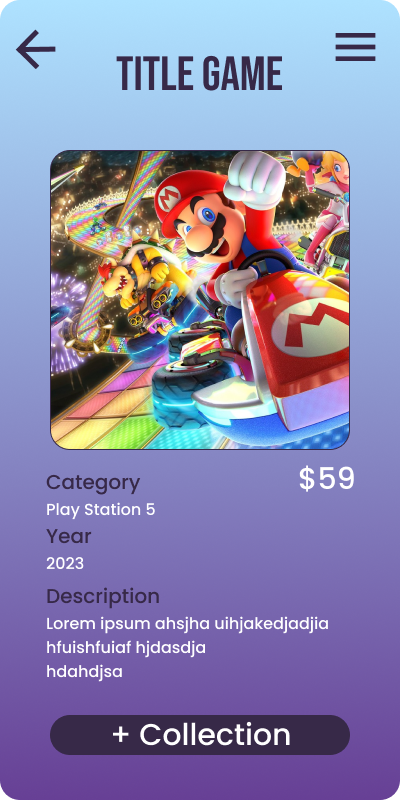 TITLE GAME
Category
$59
Play Station 5
Year
2023
Description
Lorem ipsum ahsjha uihjakedjadjia
hfuishfuiaf hjdasdja
hdahdjsa
+ Collection